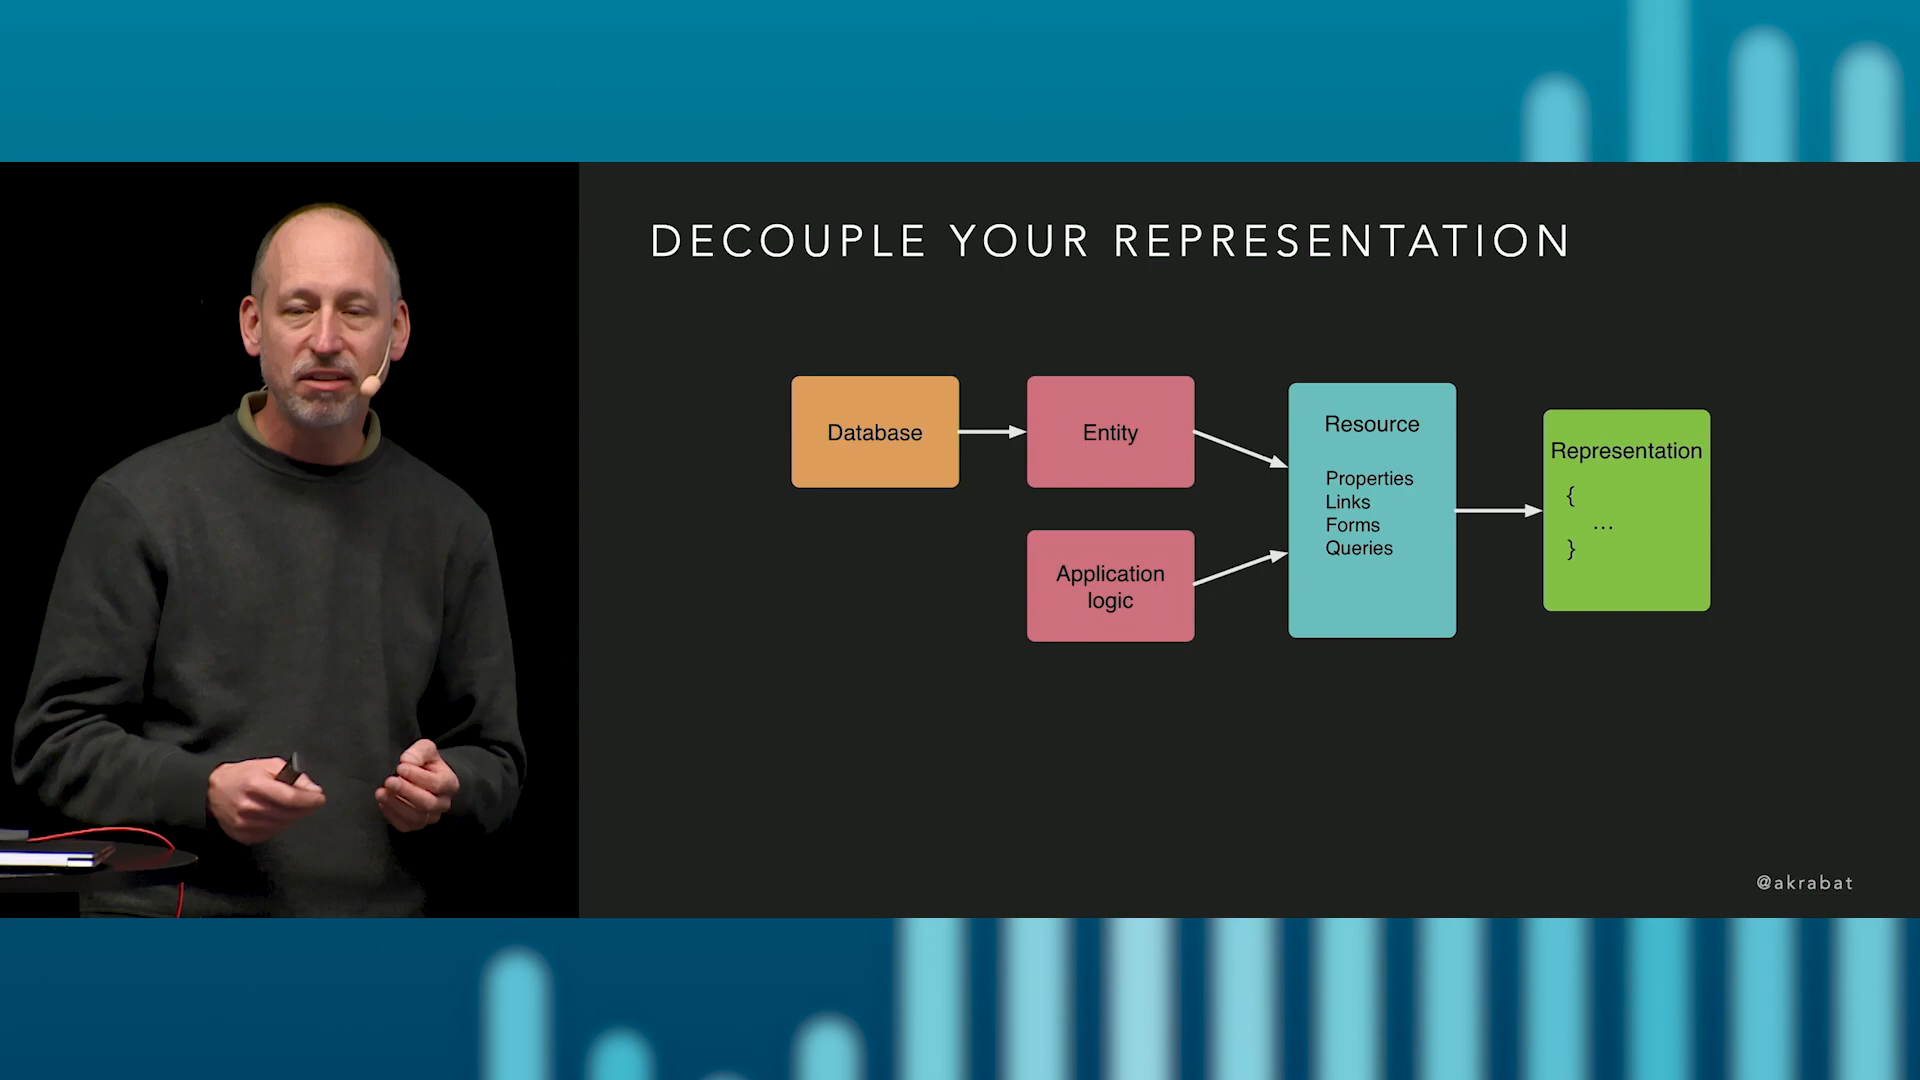 DECOUPLE YOUR REPRESENTATION
Database
Entity
Application
logic
Resource
Properties
Links
Forms
Queries
Representation
{
...
}
@akrabat